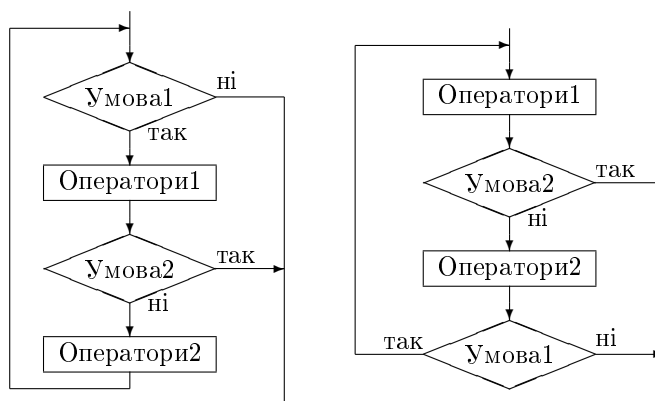 Умова1
ні
так
Оператори1
Умова2
так
ні
Оператори2
Оператори1
Умова2
так
ні
Оператори2
так
Умова1
ні